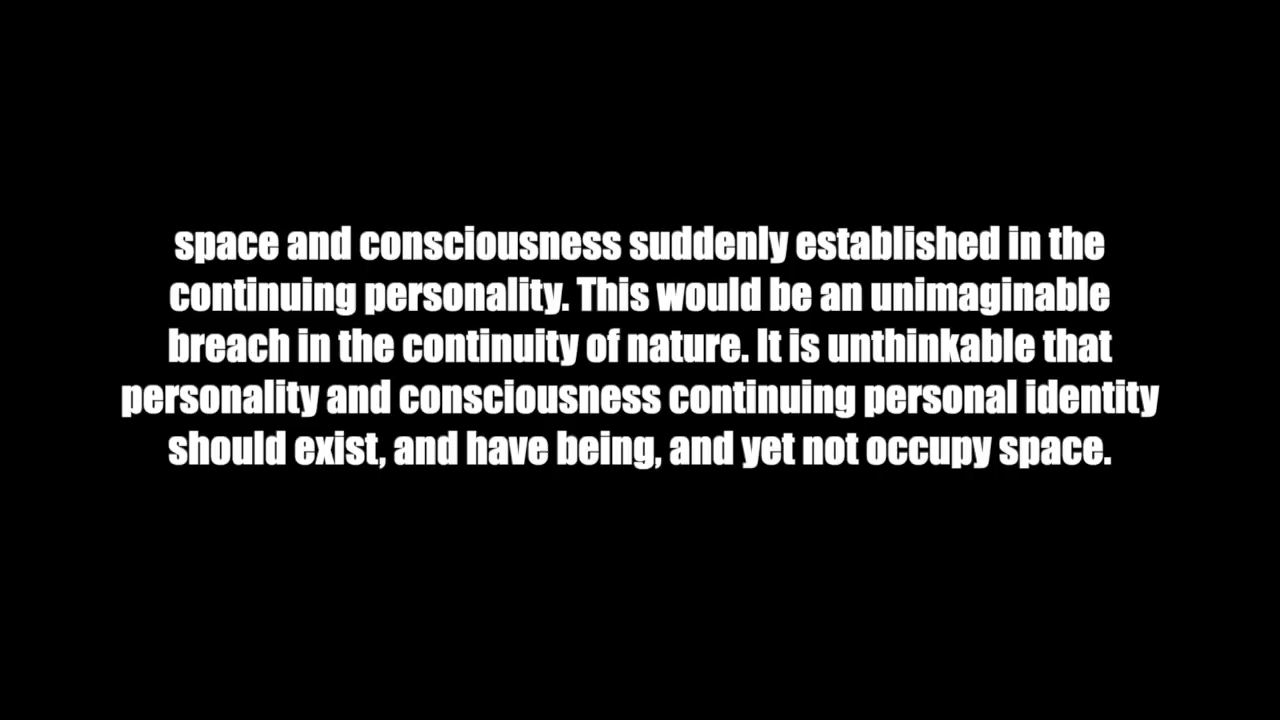 space and consciousness suddenly established in the
continuing personality. This would be an unimaginable
breach in the continuity of nature. It is unthinkable that
personality and consciousness continuing personal identity
should exist, and have being, and yet not occupy space.